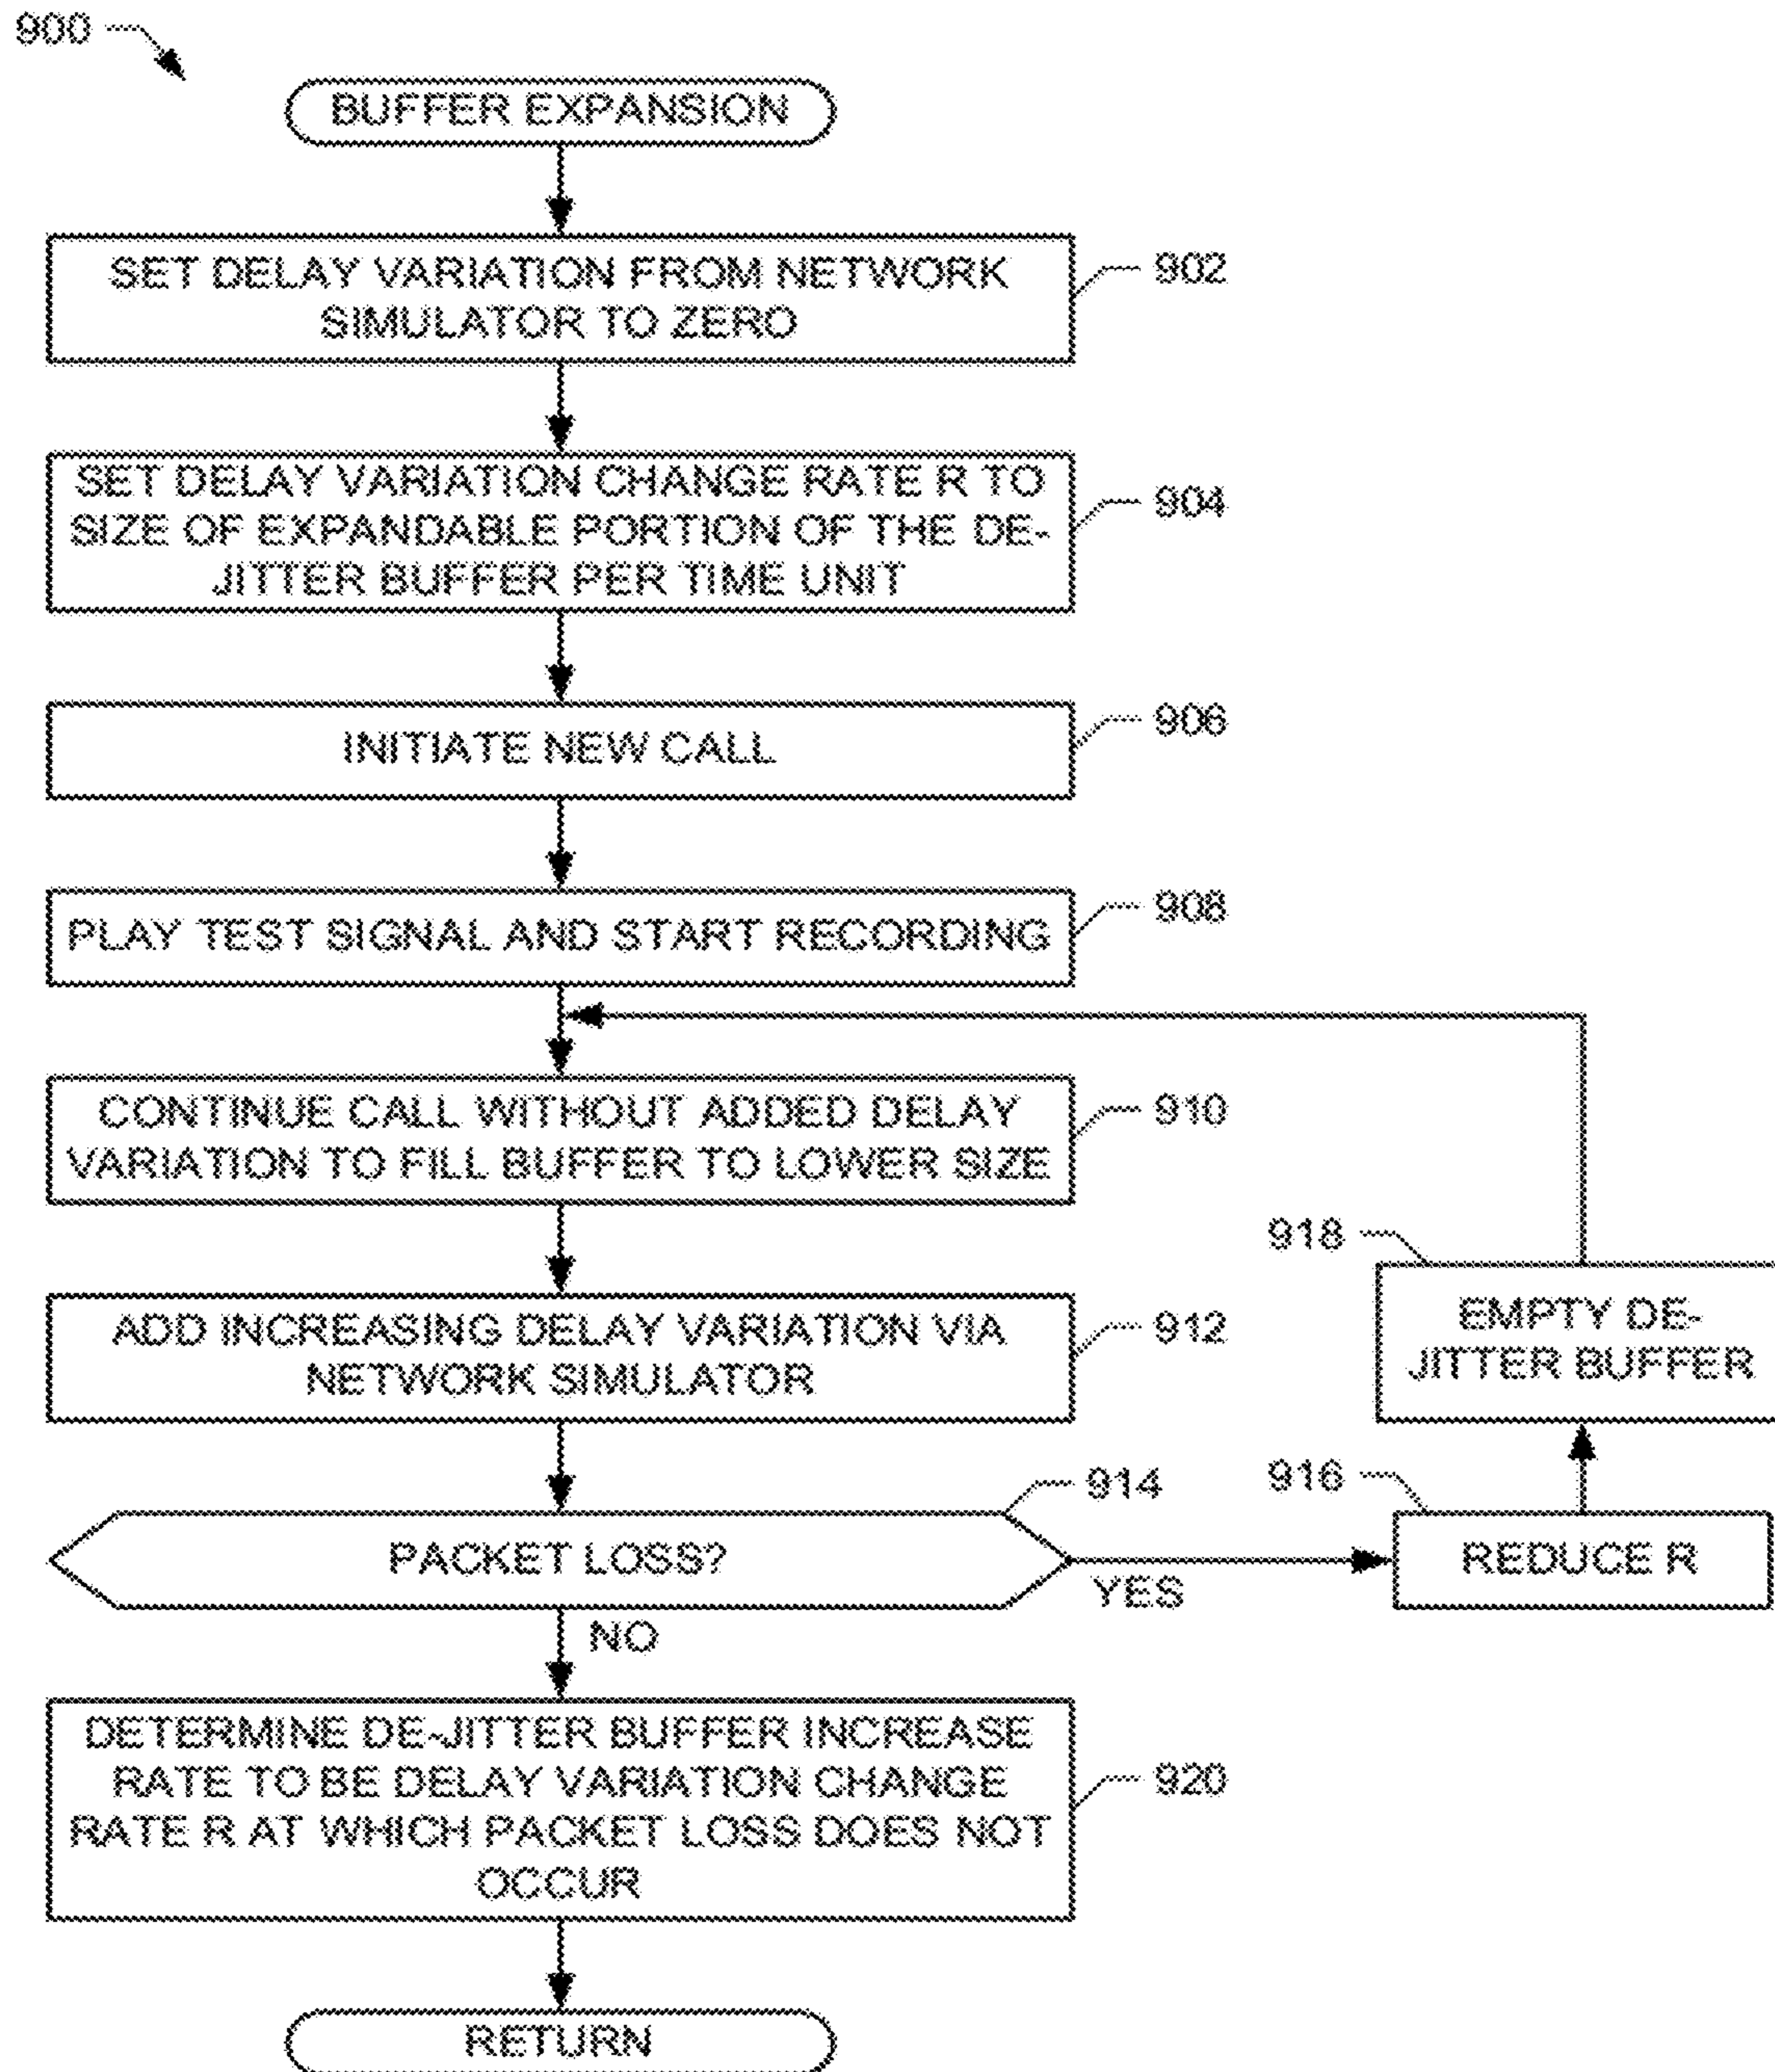 900
BUFFER EXPANSION
SET DELAY VARIATION FROM NETWORK
SIMULATOR TO ZERO
902
SET DELAY VARIATION CHANGE RATE R TO
SIZE OF EXPANDABLE PORTION OF THE DE-
JITTER BUFFER PER TIME UNIT
904
INITIATE NEW CALL
906
PLAY TEST SIGNAL AND START RECORDING
908
CONTINUE CALL WITHOUT ADDED DELAY
VARIATION TO FILL BUFFER TO LOWER SIZE
910
ADD INCREASING DELAY VARIATION VIA
NETWORK SIMULATOR
912
PACKET LOSS?
914
YES
NO
REDUCE R
916
EMPTY DE-
JITTER BUFFER
918
DETERMINE DE-JITTER BUFFER INCREASE
RATE TO BE DELAY VARIATION CHANGE
RATE R AT WHICH PACKET LOSS DOES NOT
OCCUR
920
RETURN